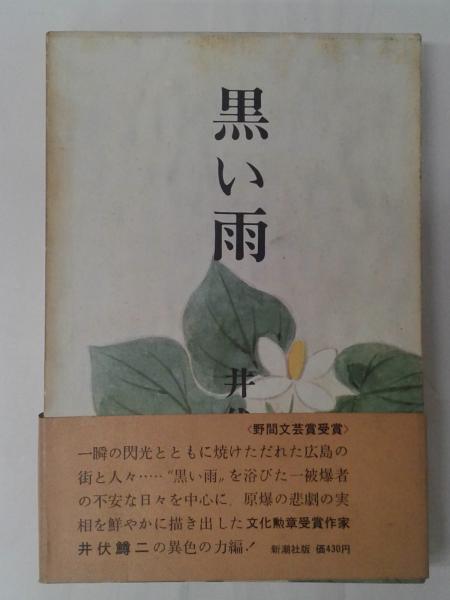 黒い雨
井伏
〈野間文芸賞受賞〉
一瞬の閃光とともに焼けただれた広島の
街と人々……〝黒い雨〟を浴びた一被爆者
の不安な日々を中心に、原爆の悲劇の実
相を鮮やかに描き出した文化勲章受賞作家
井伏鱒二の異色の力編！ 新潮社版 価430円